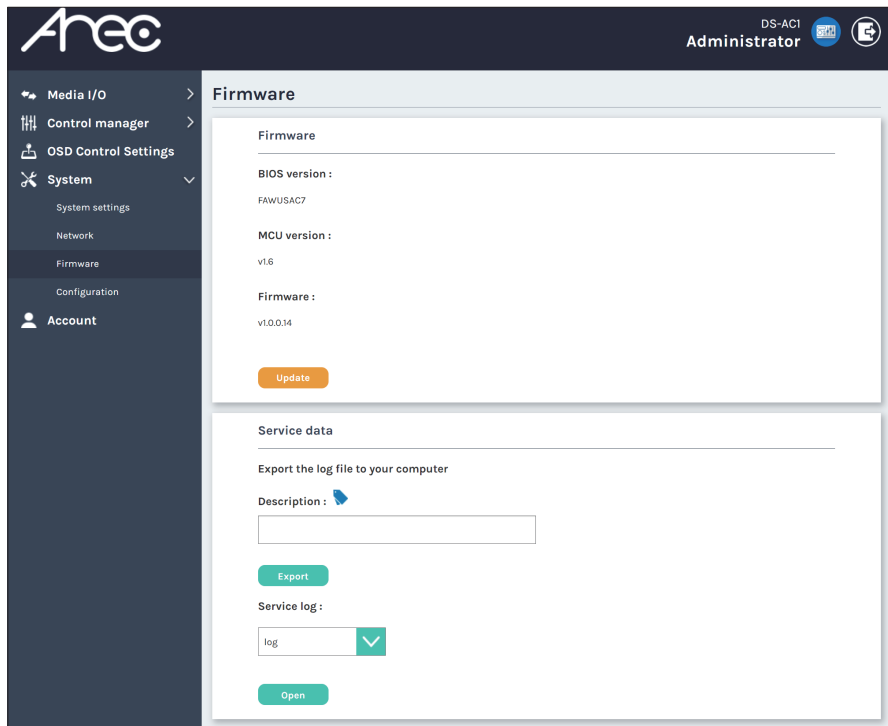 Arec
DS-AC1
Administrator
Media I/O
Control manager
OSD Control Settings
System
System settings
Network
Firmware
Configuration
Account
Firmware
Firmware
BIOS version :
FAWUSAC7
MCU version :
v1.6
Firmware :
v1.0.0.14
Update
Service data
Export the log file to your computer
Description :
Export
Service log :
log
Open